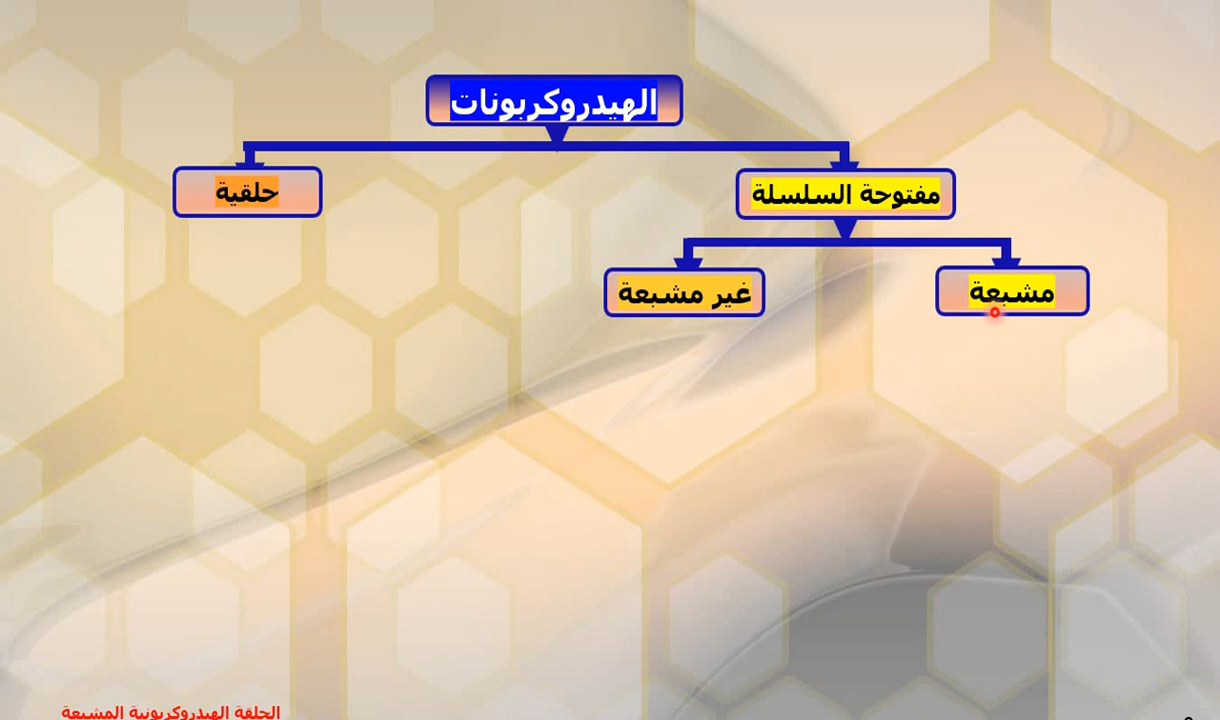 الهيدروكربونات
مفتوحة السلسلة
حلقية
مشبعة
غير مشبعة
الحلقة الهيدروكربونية المشبعة